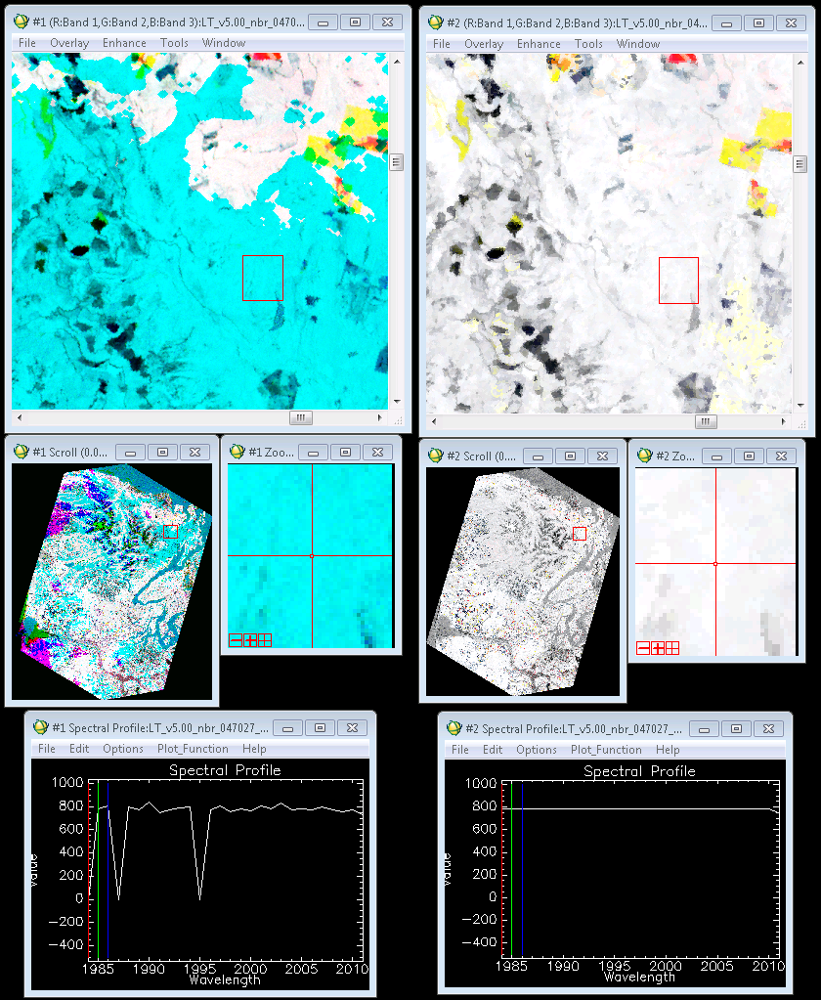 #1 (R:Band 1,G:Band 2,B:Band 3):LT_v5.00_nbr_0470...
File Overlay Enhance Tools Window
#2 (R:Band 1,G:Band 2,B:Band 3):LT_v5.00_nbr_04...
File Overlay Enhance Tools Window
#1 Scroll (0.0...
#1 Zoo...
#2 Scroll (0....
#2 Zo...
#1 Spectral Profile:LT_v5.00_nbr_047027_...
File Edit Options Plot_Function Help
Spectral Profile
1000
800
600
400
200
0
-200
-400
Value
1985 1990 1995 2000 2005 2010
Wavelength
#2 Spectral Profile:LT_v5.00_nbr_047027_...
File Edit Options Plot_Function Help
Spectral Profile
1000
800
600
400
200
0
-200
-400
Value
1985 1990 1995 2000 2005 2010
Wavelength